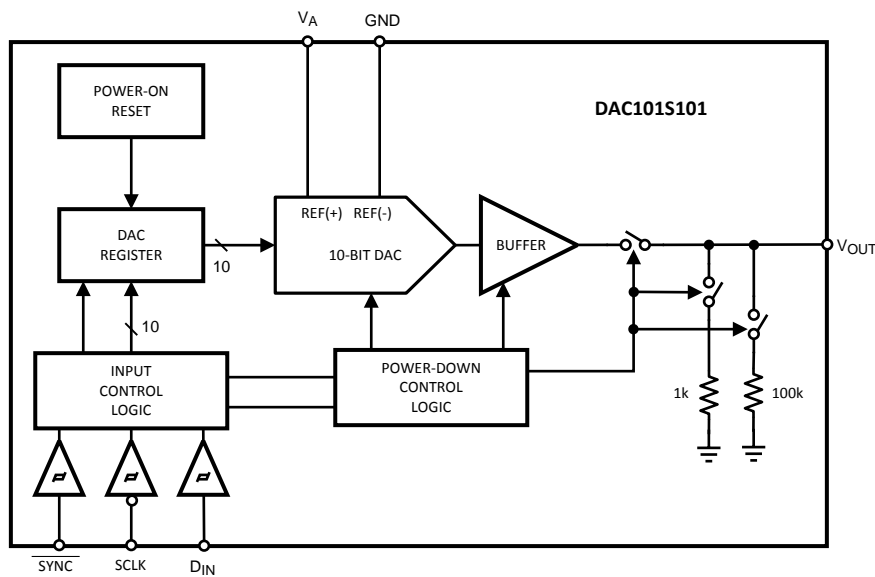 VA
GND
POWER-ON
RESET
DAC101S101
REF(+) REF(-)
DAC
REGISTER
10
10-BIT DAC
BUFFER
VOUT
10
INPUT
CONTROL
LOGIC
POWER-DOWN
CONTROL
LOGIC
1k
100k
SYNC
SCLK
DIN